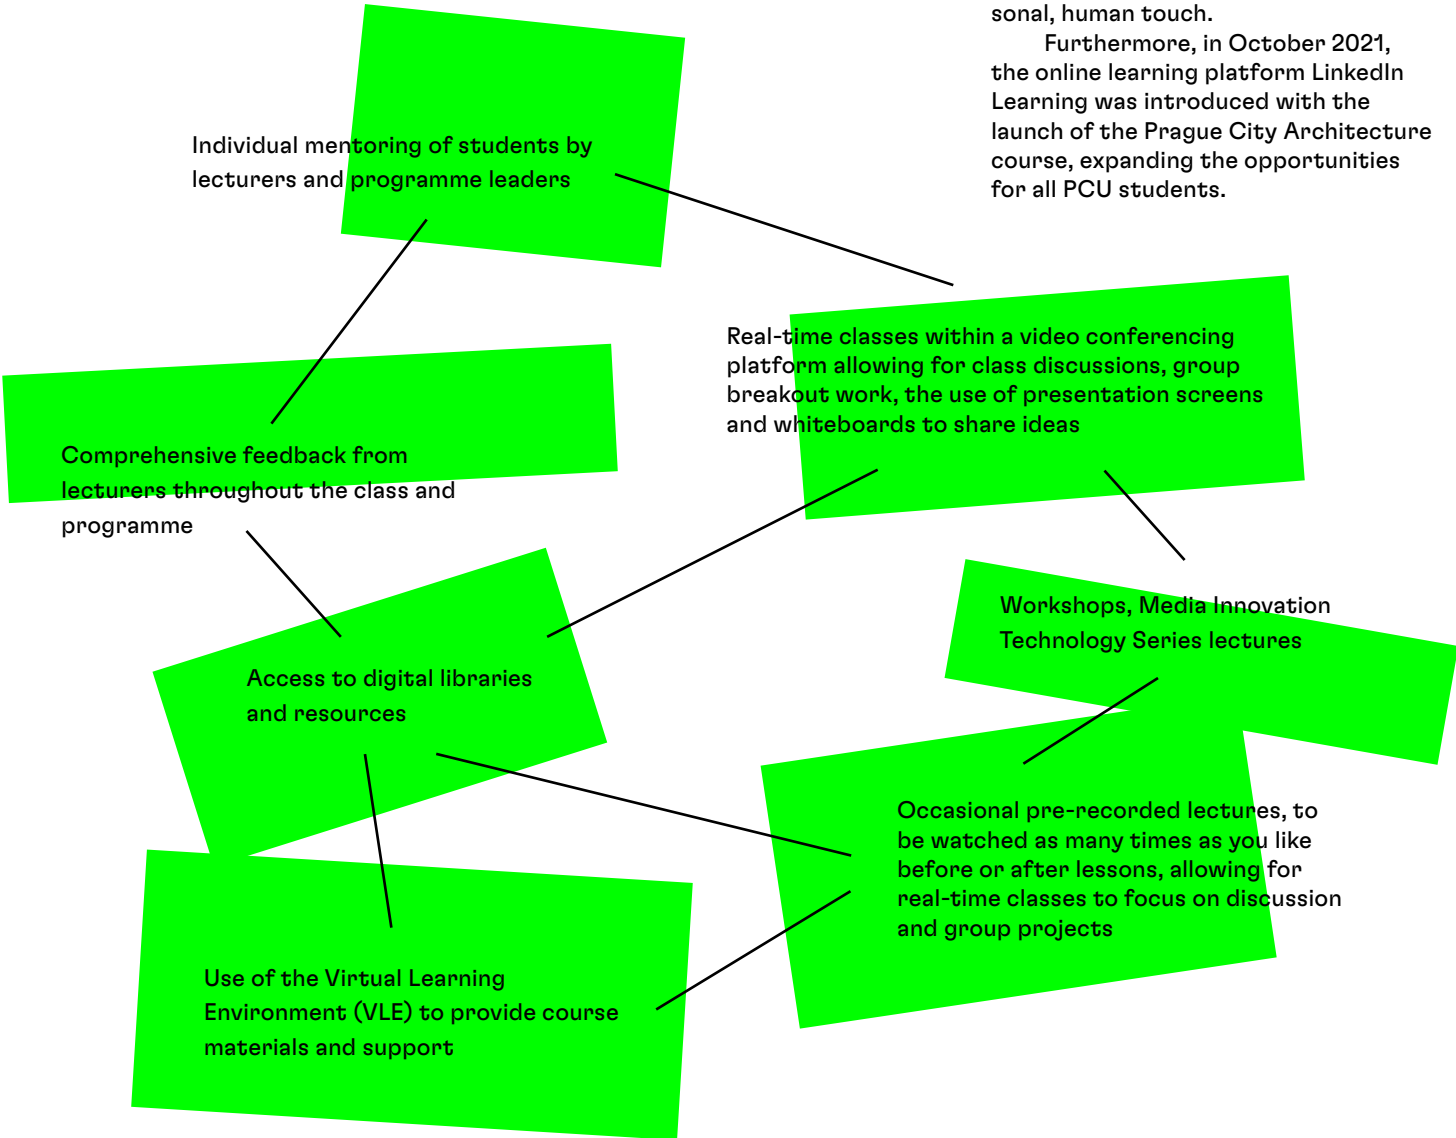 sonal, human touch.
Furthermore, in October 2021,
the online learning platform LinkedIn
Learning was introduced with the
launch of the Prague City Architecture
course, expanding the opportunities
for all PCU students.
Individual mentoring of students by
lecturers and programme leaders
Real-time classes within a video conferencing
platform allowing for class discussions, group
breakout work, the use of presentation screens
and whiteboards to share ideas
Comprehensive feedback from
lecturers throughout the class and
programme
Workshops, Media Innovation
Technology Series lectures
Access to digital libraries
and resources
Occasional pre-recorded lectures, to
be watched as many times as you like
before or after lessons, allowing for
real-time classes to focus on discussion
and group projects
Use of the Virtual Learning
Environment (VLE) to provide course
materials and support